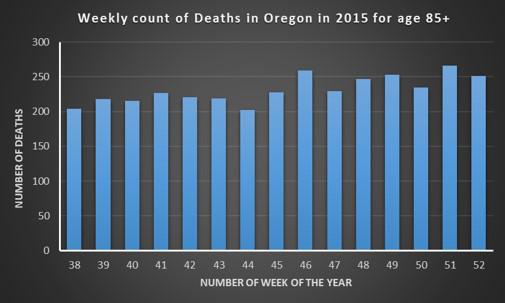 Weekly count of Deaths in Oregon in 2015 for age 85+
300
250
200
150
100
50
0
NUMBER OF DEATHS
38 39 40 41 42 43 44 45 46 47 48 49 50 51 52
NUMBER OF WEEK OF THE YEAR